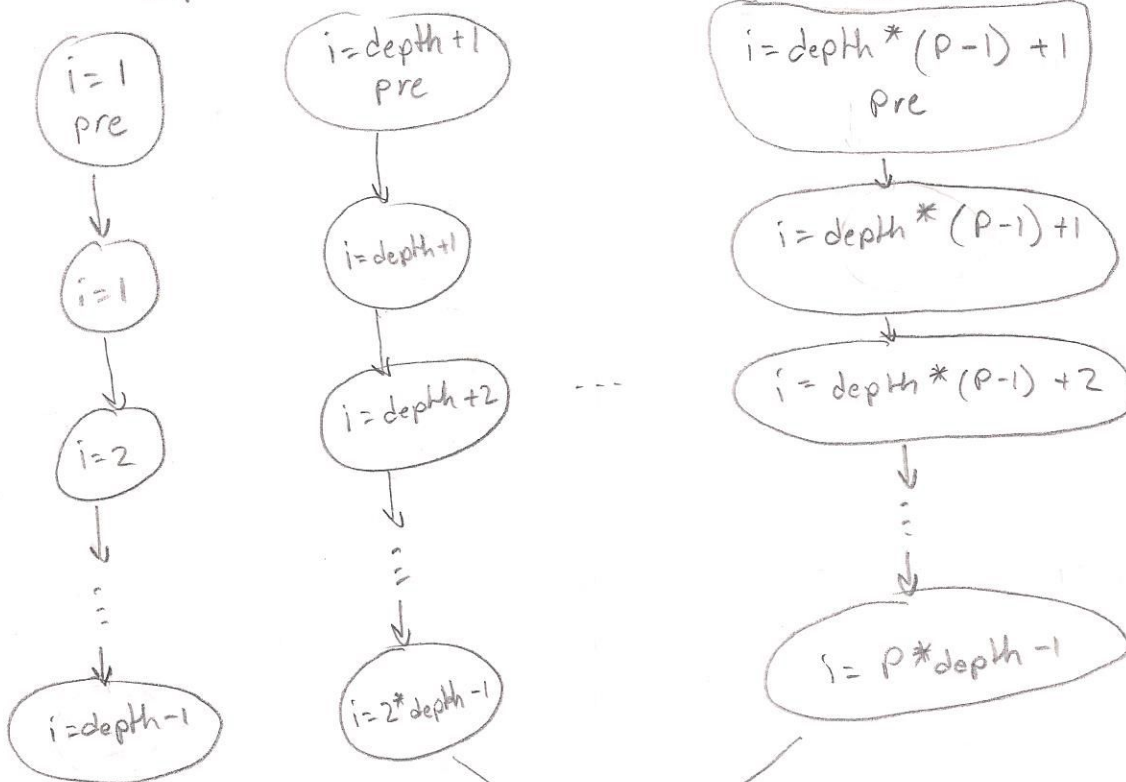 i=1
pre
i=1
i=2
i=depth-1
i=depth+1
pre
i=depth+1
i=depth+2
i=2*depth-1
i=depth*(P-1)+1
pre
i=depth*(P-1)+1
i=depth*(P-1)+2
i=P*depth-1